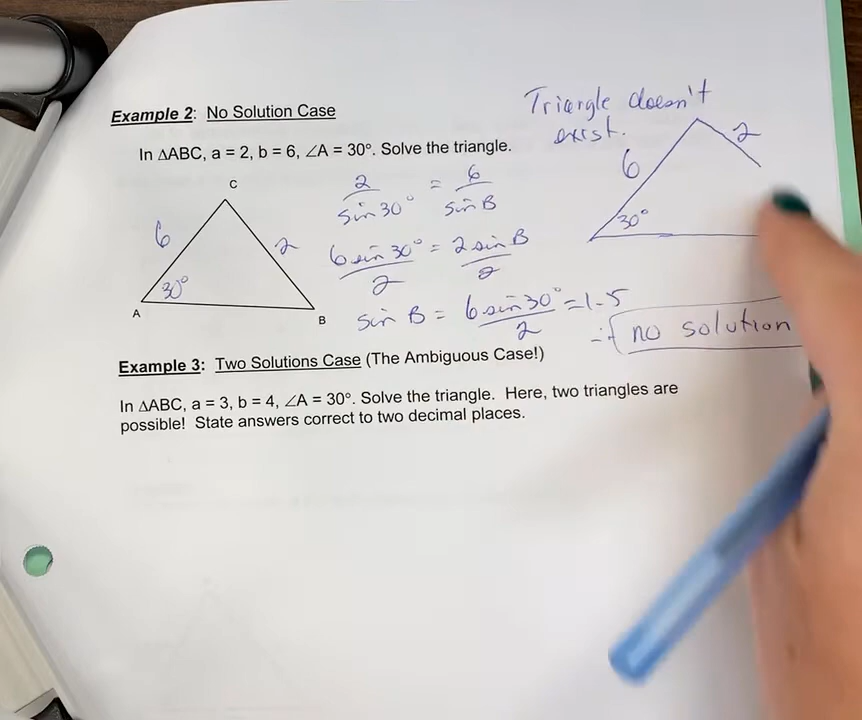 Example 2: No Solution Case
Triangle doesn't
exist.
In ΔABC, a = 2, b = 6, ∠A = 30°. Solve the triangle.
C
6
2
30°
A
B
2 / sin 30° = 6 / sin B
6 sin 30° / 2 = 2 sin B / 2
sin B = 6 sin 30° / 2 = 1.5
6
2
30°
∴ no solution
Example 3: Two Solutions Case (The Ambiguous Case!)
In ΔABC, a = 3, b = 4, ∠A = 30°. Solve the triangle. Here, two triangles are
possible! State answers correct to two decimal places.